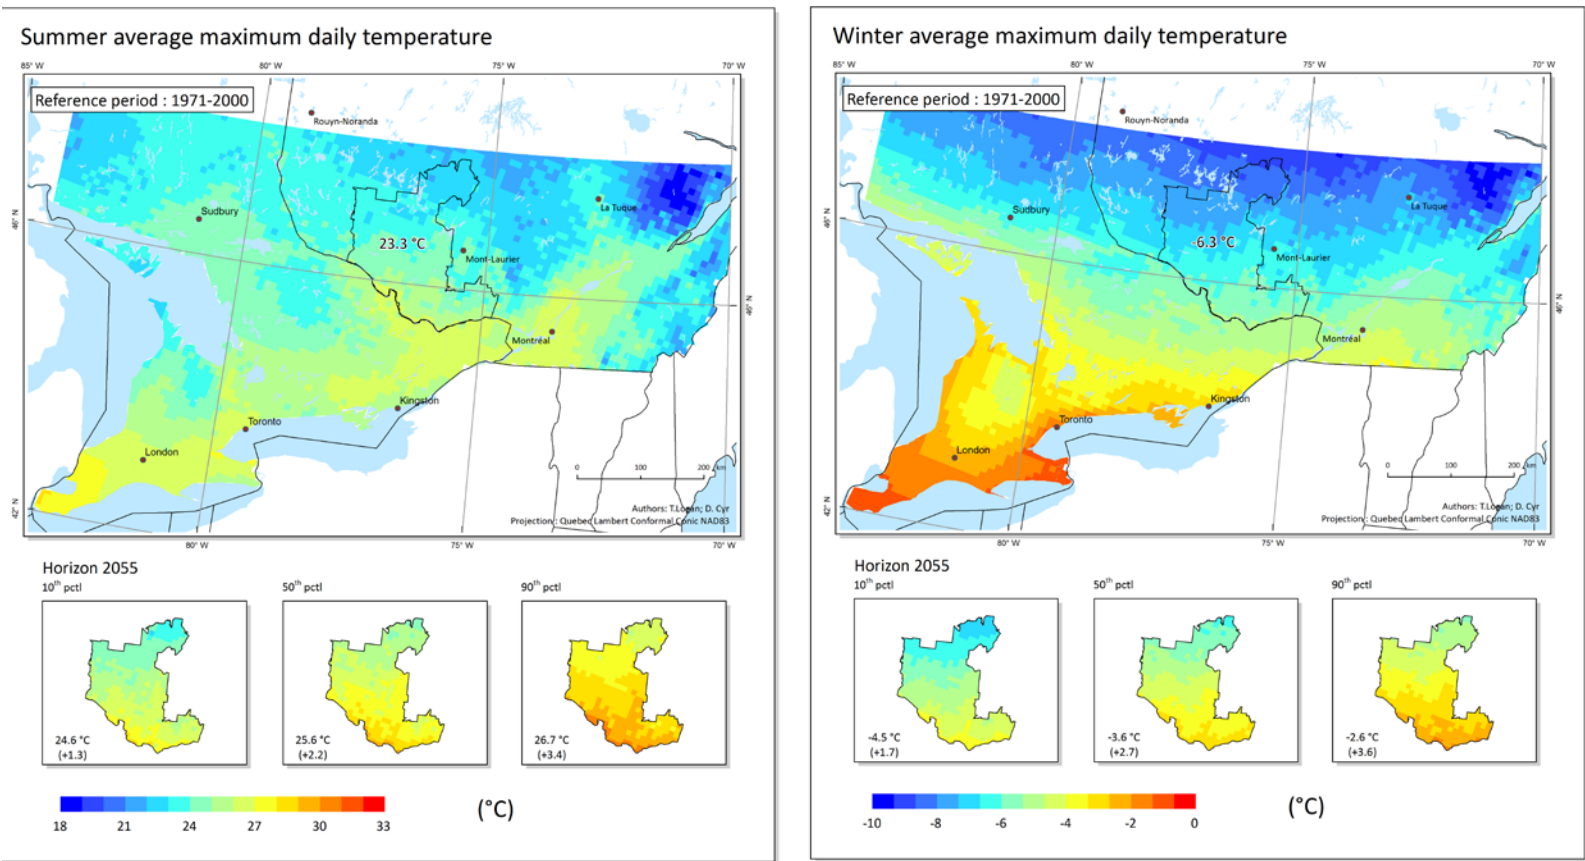 Summer average maximum daily temperature
85° W
80° W
75° W
70° W
Reference period : 1971-2000
Rouyn-Noranda
La Tuque
46° N
Sudbury
23.3 °C
Mont-Laurier
46° N
Montréal
Kingston
Toronto
London
0 100 200 km
42° N
Authors: T.Logan; D. Cyr
Projection : Quebec Lambert Conformal Conic NAD83
80° W
75° W
70° W
Horizon 2055
10th pctl
50th pctl
90th pctl
24.6 °C
(+1.3)
25.6 °C
(+2.2)
26.7 °C
(+3.4)
18 21 24 27 30 33
(°C)
Winter average maximum daily temperature
85° W
80° W
75° W
70° W
Reference period : 1971-2000
Rouyn-Noranda
La Tuque
46° N
Sudbury
-6.3 °C
Mont-Laurier
46° N
Montréal
Kingston
Toronto
London
0 100 200 km
42° N
Authors: T.Logan; D. Cyr
Projection : Quebec Lambert Conformal Conic NAD83
80° W
75° W
70° W
Horizon 2055
10th pctl
50th pctl
90th pctl
-4.5 °C
(+1.7)
-3.6 °C
(+2.7)
-2.6 °C
(+3.6)
-10 -8 -6 -4 -2 0
(°C)